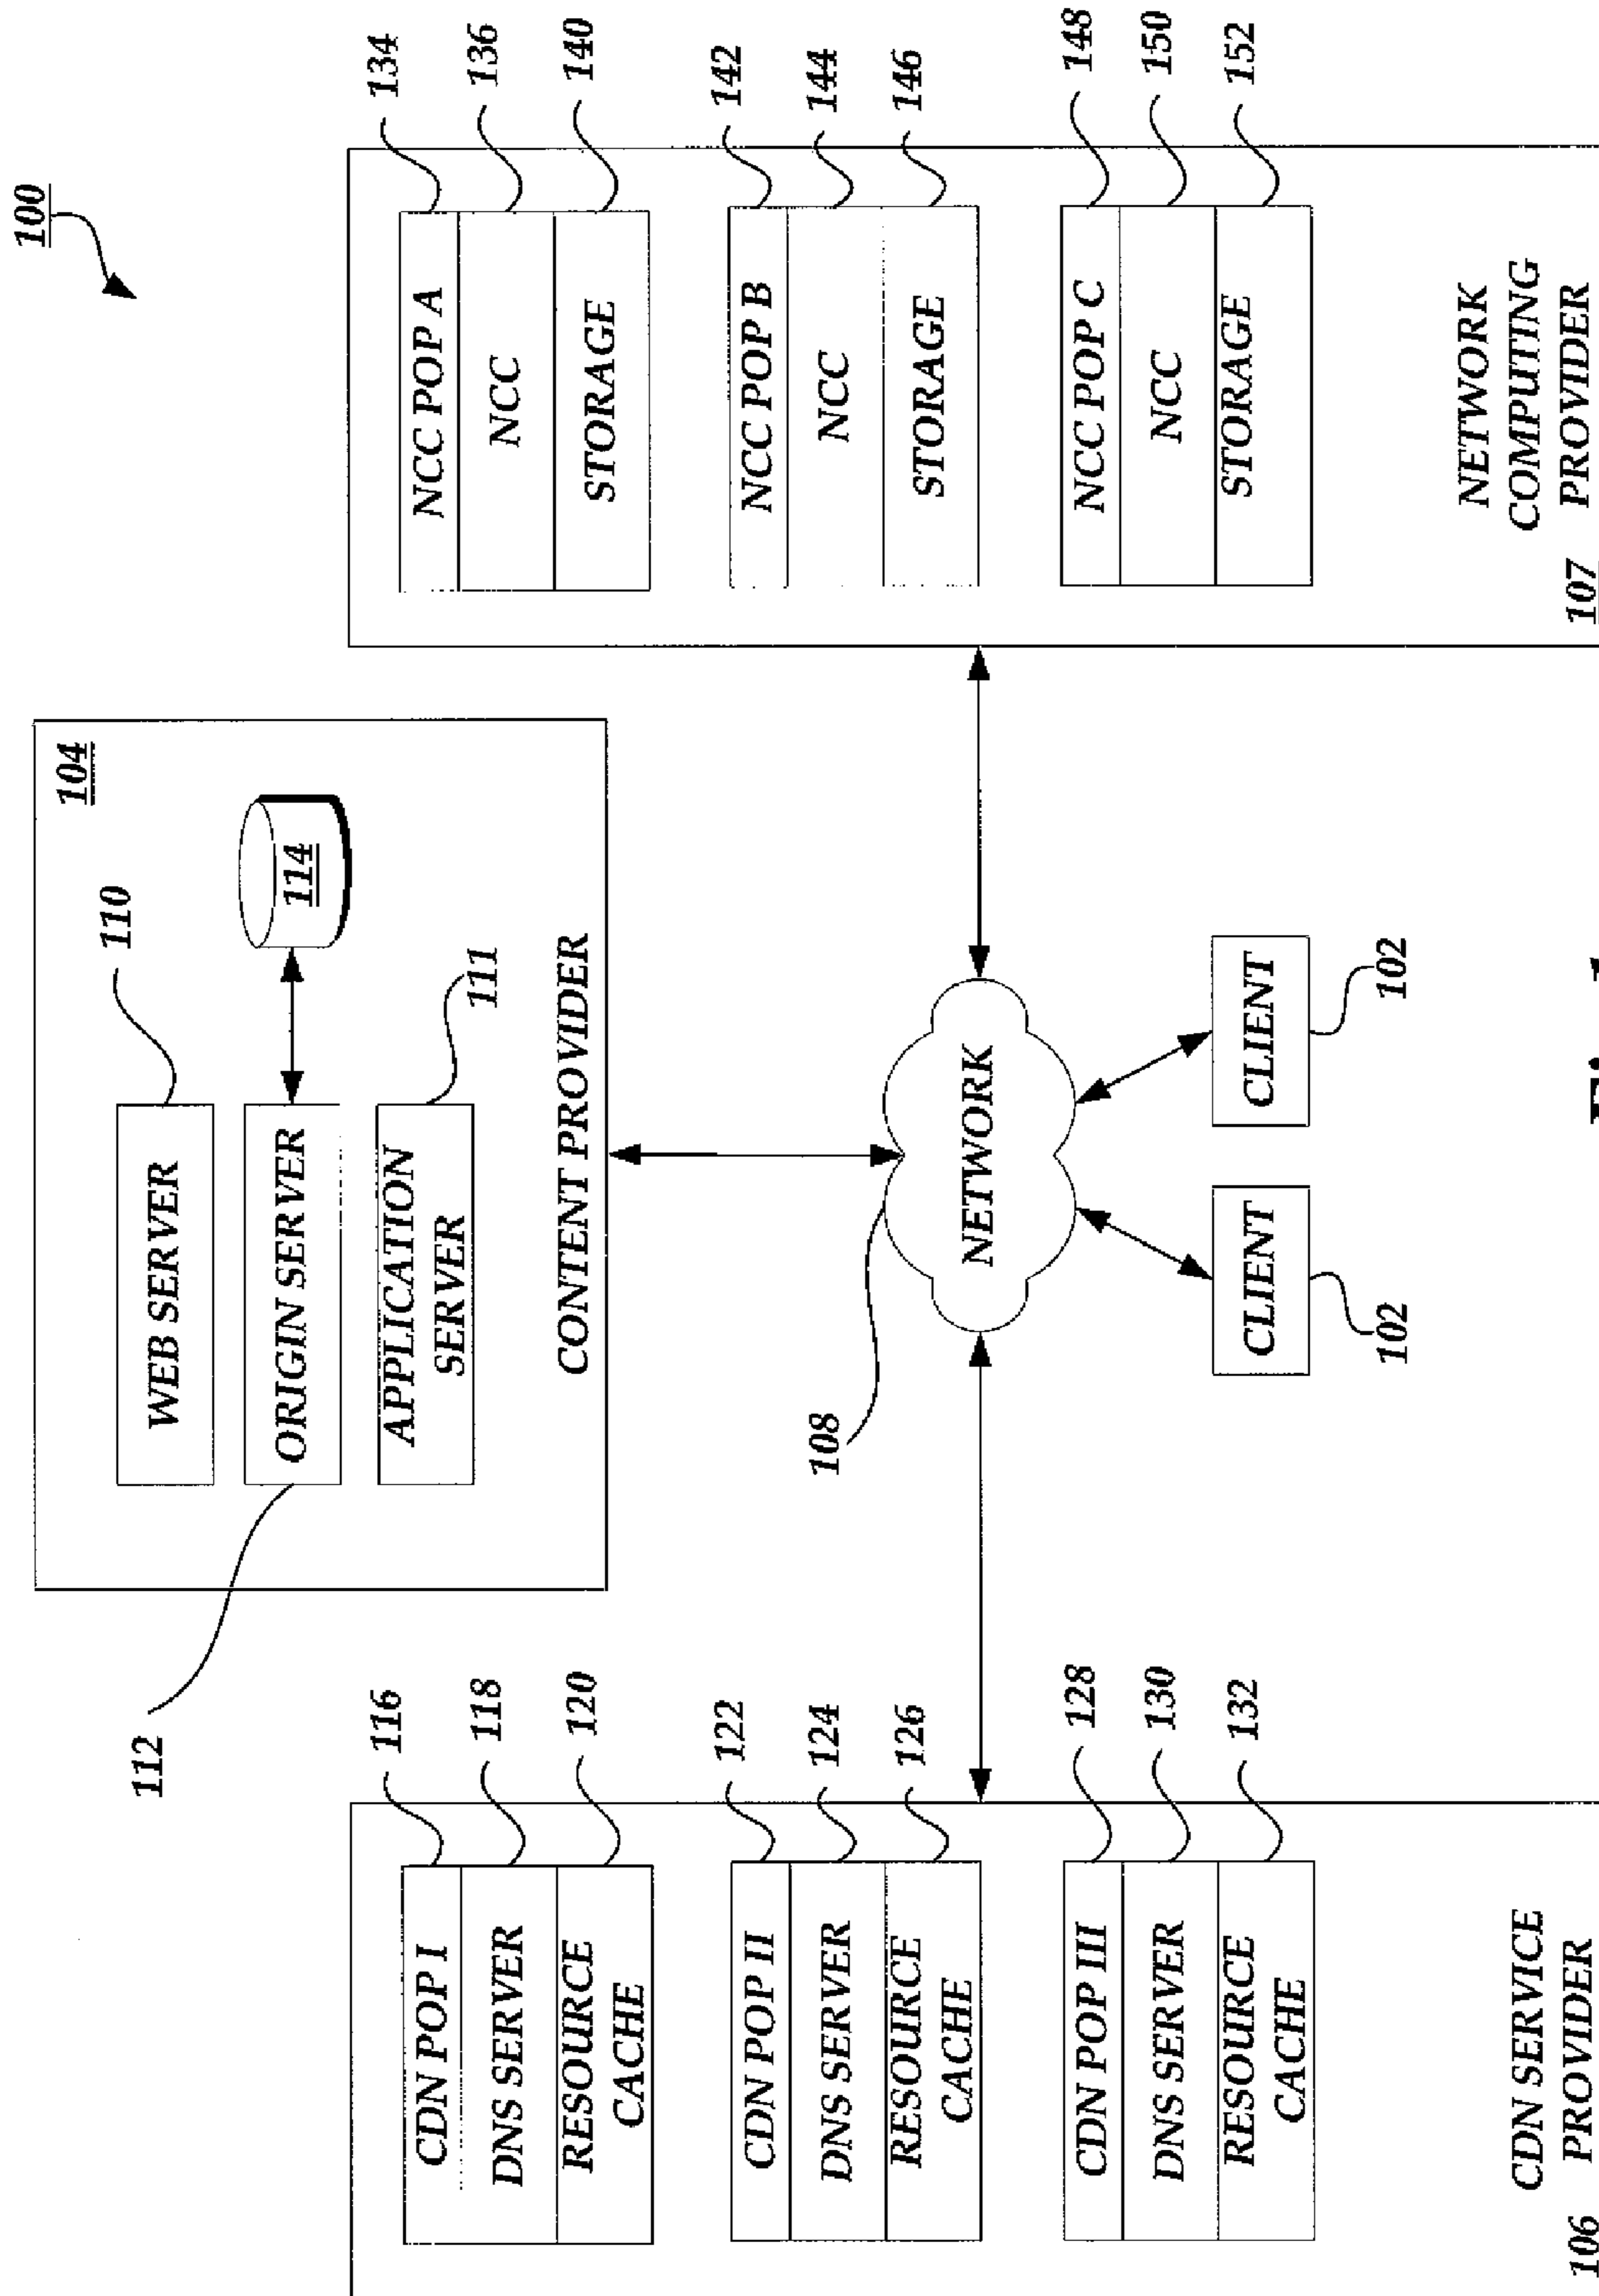 100
104
WEB SERVER
110
ORIGIN SERVER
112
114
APPLICATION
SERVER
111
CONTENT PROVIDER
CDN POP I
116
DNS SERVER
118
RESOURCE
CACHE
120
CDN POP II
122
DNS SERVER
124
RESOURCE
CACHE
126
CDN POP III
128
DNS SERVER
130
RESOURCE
CACHE
132
CDN SERVICE
PROVIDER
106
108
NETWORK
CLIENT
102
CLIENT
102
NCC POP A
134
NCC
136
STORAGE
140
NCC POP B
142
NCC
144
STORAGE
146
NCC POP C
148
NCC
150
STORAGE
152
NETWORK
COMPUTING
PROVIDER
107